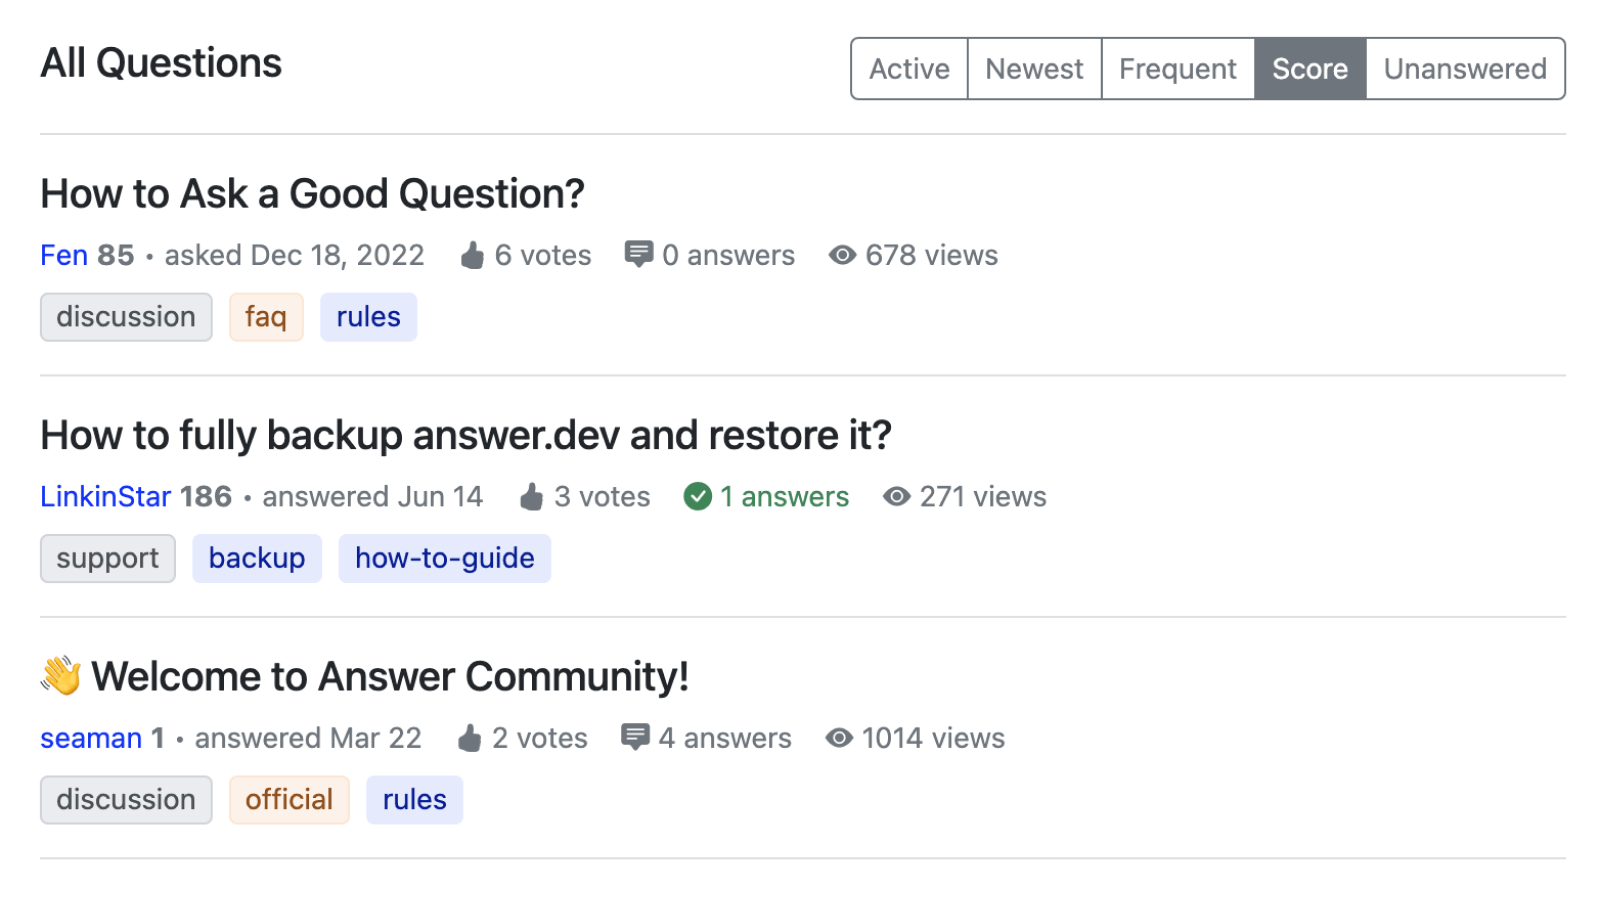 All Questions
Active Newest Frequent Score Unanswered
How to Ask a Good Question?
Fen 85 • asked Dec 18, 2022 6 votes 0 answers 678 views
discussion faq rules
How to fully backup answer.dev and restore it?
LinkinStar 186 • answered Jun 14 3 votes 1 answers 271 views
support backup how-to-guide
👋 Welcome to Answer Community!
seaman 1 • answered Mar 22 2 votes 4 answers 1014 views
discussion official rules